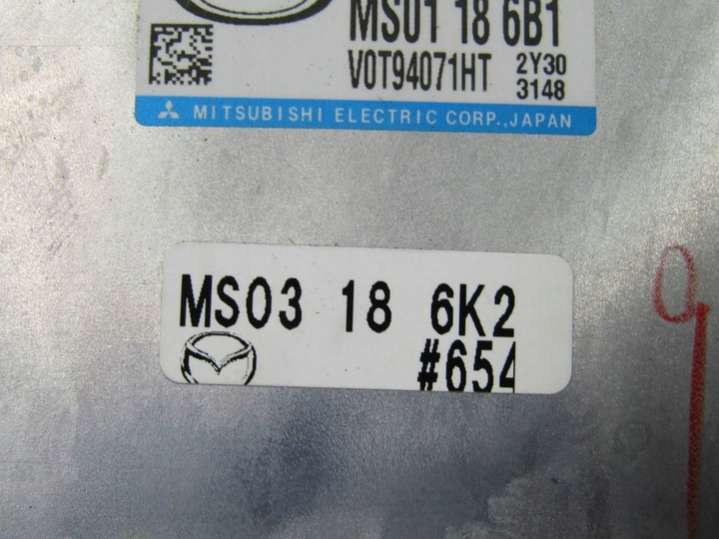 MS01 18 6B1
V0T94071HT 2Y30
3148
MITSUBISHI ELECTRIC CORP., JAPAN
MS03 18 6K2
#654